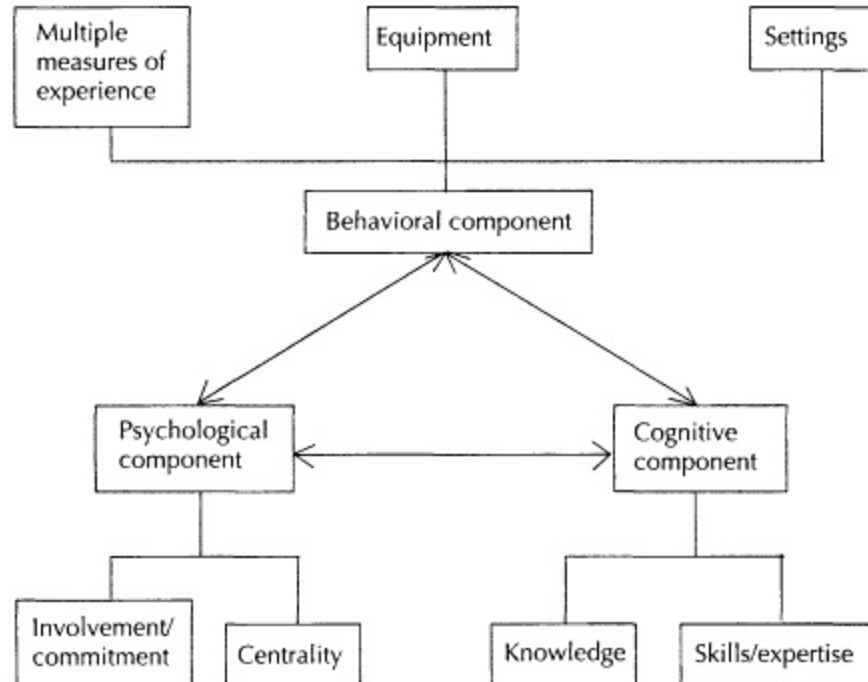 Multiple
measures of
experience
Equipment
Settings
Behavioral component
Psychological
component
Cognitive
component
Involvement/
commitment
Centrality
Knowledge
Skills/expertise